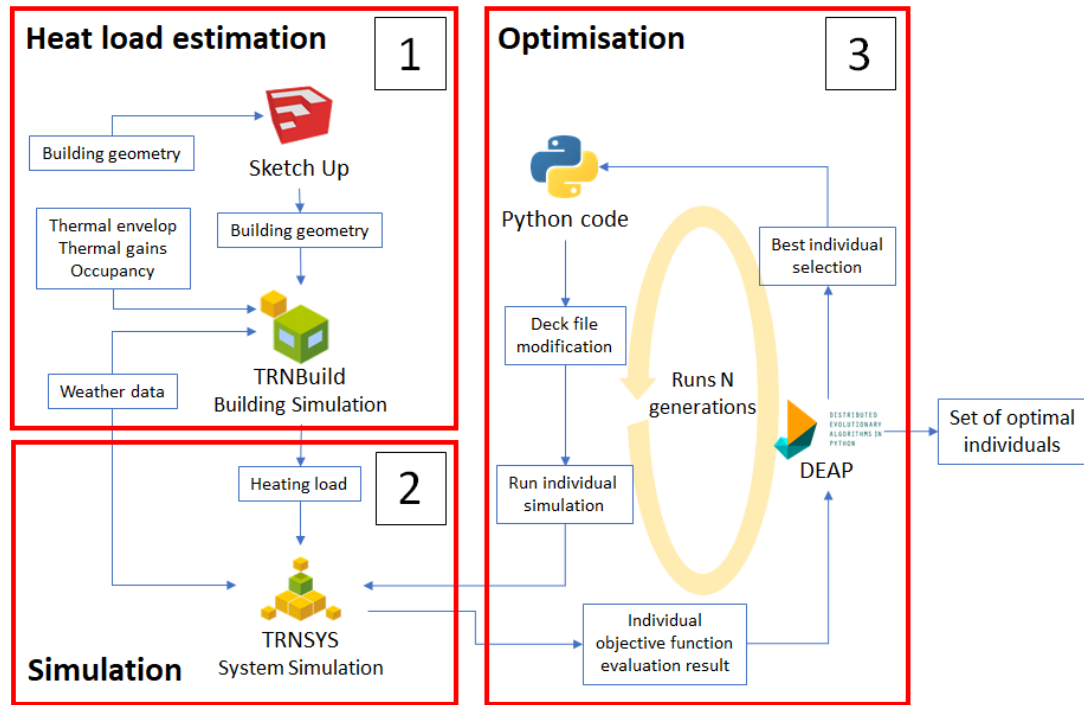 Heat load estimation
1
Building geometry
Sketch Up
Thermal envelop
Thermal gains
Occupancy
Building geometry
Weather data
TRNBuild
Building Simulation
Heating load
2
TRNSYS
System Simulation
Simulation
Optimisation
3
Python code
Best individual
selection
Deck file
modification
Runs N
generations
Run individual
simulation
DISTRIBUTED
EVOLUTIONARY
ALGORITHMS IN
PYTHON
DEAP
Individual
objective function
evaluation result
Set of optimal
individuals